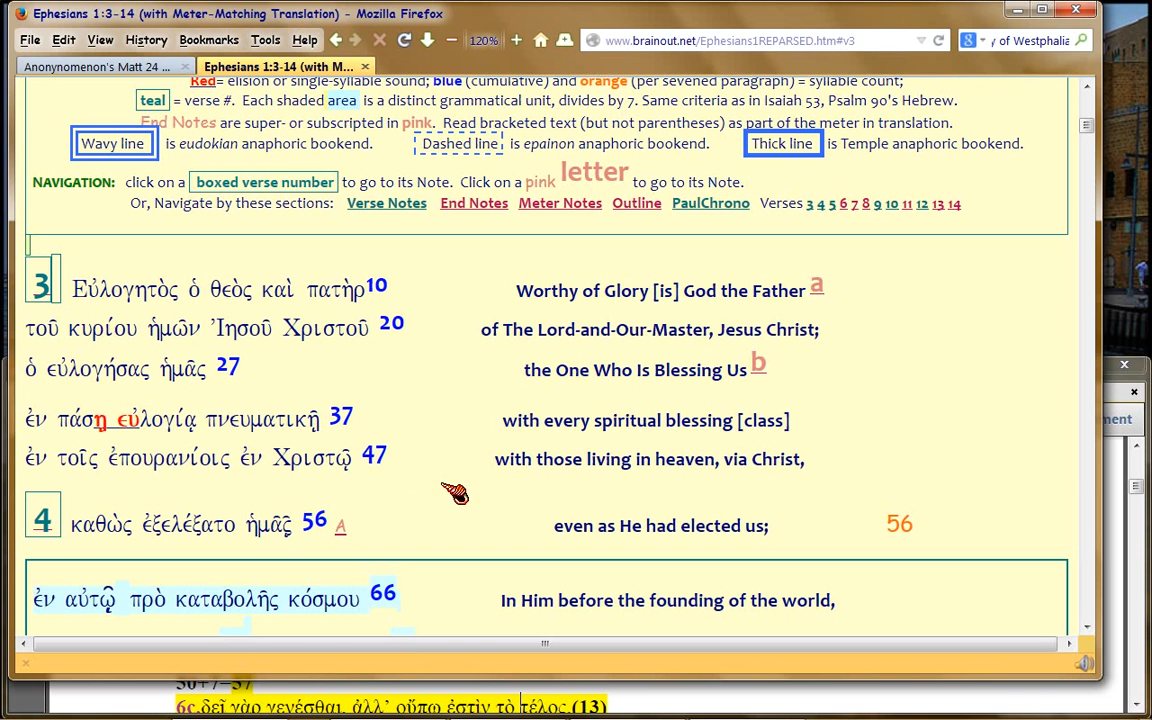 Ephesians 1:3-14 (with Meter-Matching Translation) - Mozilla Firefox
File Edit View History Bookmarks Tools Help 120% www.brainout.net/Ephesians1REPARSED.htm#v3 y of Westphalia
Anonynomenon's Matt 24 ... Ephesians 1:3-14 (with M...
Red= elision or single-syllable sound; blue (cumulative) and orange (per sevened paragraph) = syllable count;
teal = verse #. Each shaded area is a distinct grammatical unit, divides by 7. Same criteria as in Isaiah 53, Psalm 90's Hebrew.
End Notes are super- or subscripted in pink. Read bracketed text (but not parentheses) as part of the meter in translation.
Wavy line is eudokian anaphoric bookend. Dashed line is epainon anaphoric bookend. Thick line is Temple anaphoric bookend.
NAVIGATION: click on a boxed verse number to go to its Note. Click on a pink letter to go to its Note.
Or, Navigate by these sections: Verse Notes End Notes Meter Notes Outline PaulChrono Verses 3 4 5 6 7 8 9 10 11 12 13 14
3 Εὐλογητὸς ὁ θεὸς καὶ πατὴρ10 Worthy of Glory [is] God the Father a
τοῦ κυρίου ἡμῶν Ἰησοῦ Χριστοῦ 20 of The Lord-and-Our-Master, Jesus Christ;
ὁ εὐλογήσας ἡμᾶς 27 the One Who Is Blessing Us b
ἐν πάσῃ εὐλογίᾳ πνευματικῇ 37 with every spiritual blessing [class]
ἐν τοῖς ἐπουρανίοις ἐν Χριστῷ 47 with those living in heaven, via Christ,
4 καθὼς ἐξελέξατο ἡμᾶς 56 A even as He had elected us; 56
ἐν αὐτῷ πρὸ καταβολῆς κόσμου 66 In Him before the founding of the world,
ment
50+7=57
6c.δεῖ γὰρ γενέσθαι, ἀλλ' οὔπω ἐστὶν τὸ τέλος.(13)